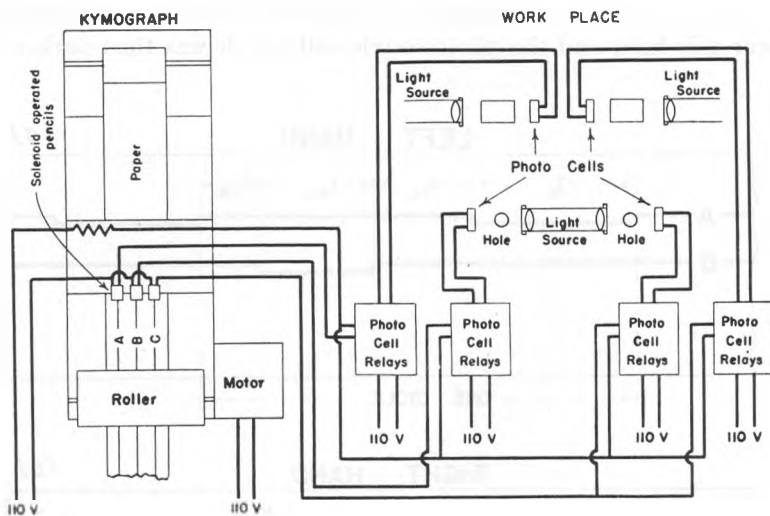 KYMOGRAPH
WORK PLACE
Light
Source
Light
Source
Solenoid operated
pencils
Paper
Photo Cells
Hole
Light
Source
Hole
A
B
C
Photo
Cell
Relays
Photo
Cell
Relays
Photo
Cell
Relays
Photo
Cell
Relays
Roller
Motor
110 V
110 V
110 V
110 V
110 V
110 V